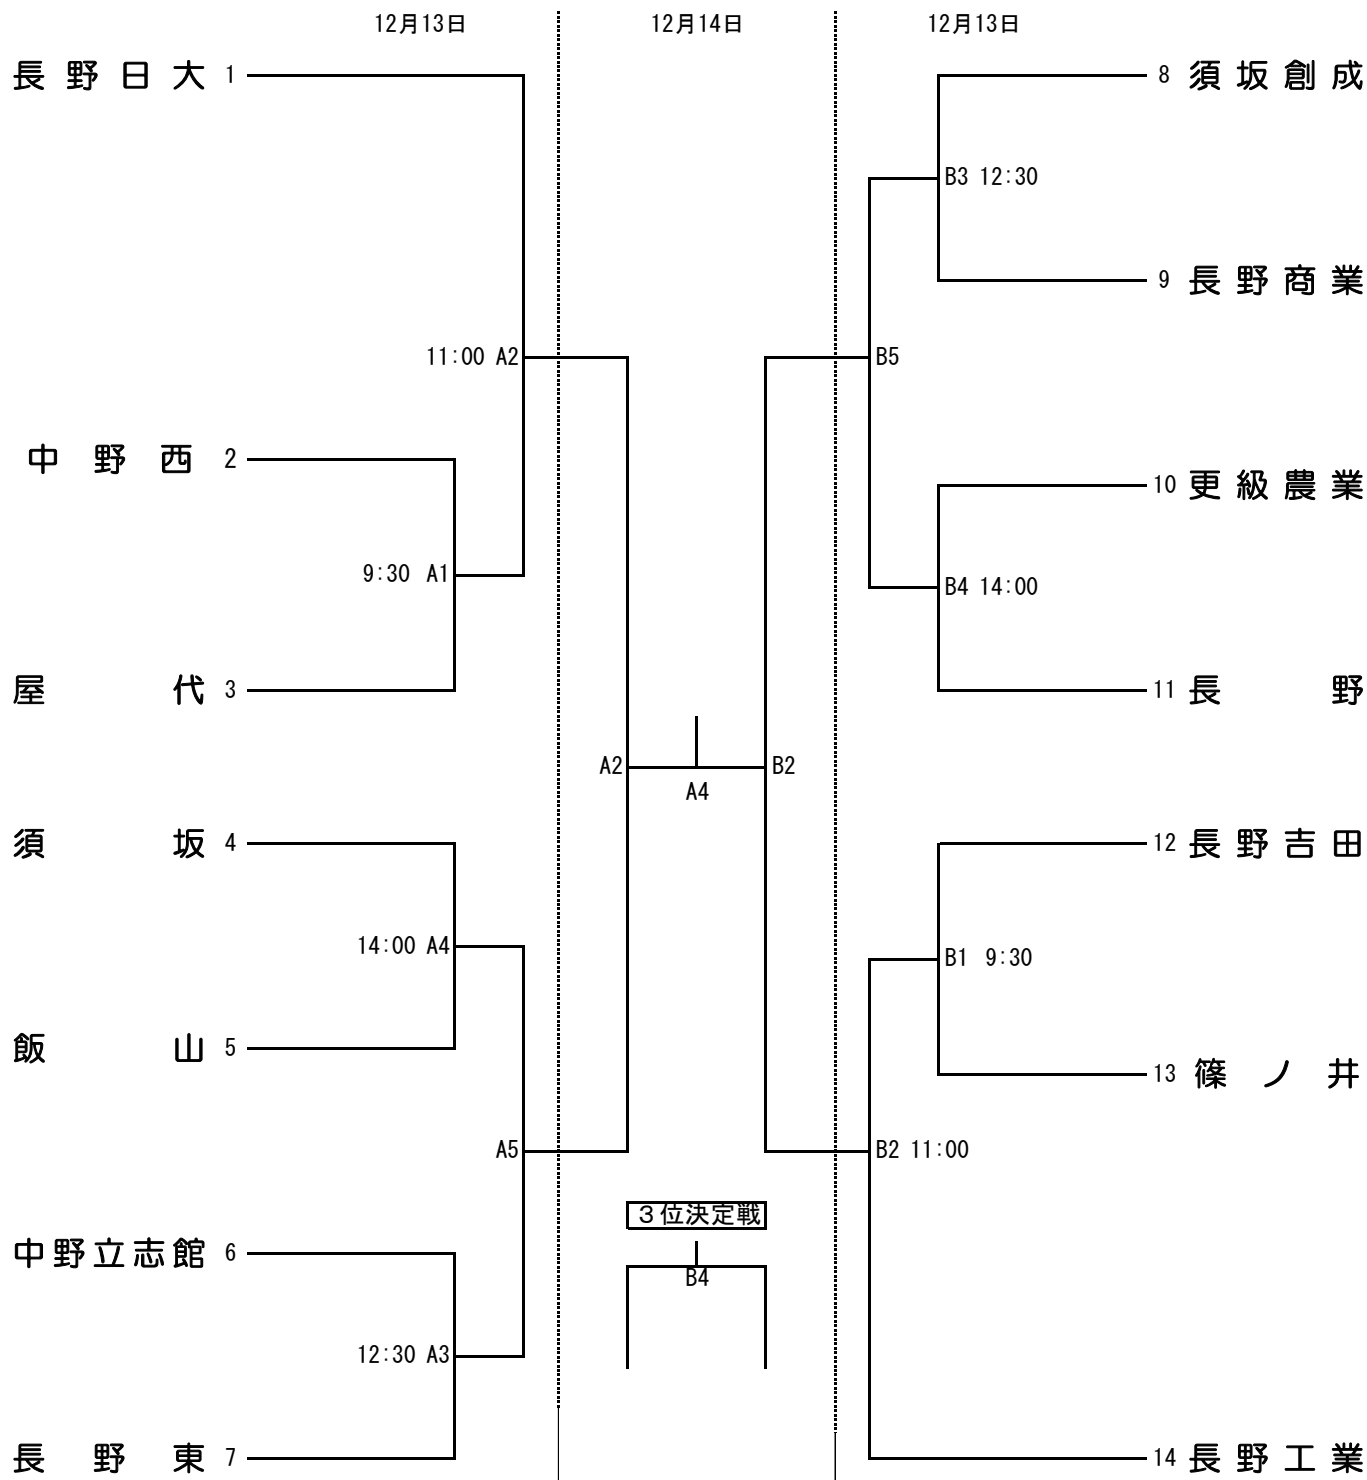 12月13日 12月14日 12月13日
長野日大 1 8 須坂創成
B3 12:30
9 長野商業
11:00 A2 B5
中野西 2
10 更級農業
9:30 A1 B4 14:00
屋代 3 11 長野
A2 B2
A4
須坂 4 12 長野吉田
14:00 A4 B1 9:30
飯山 5
13 篠ノ井
A5 B2 11:00
3位決定戦
中野立志館 6
B4
12:30 A3
長野東 7 14 長野工業